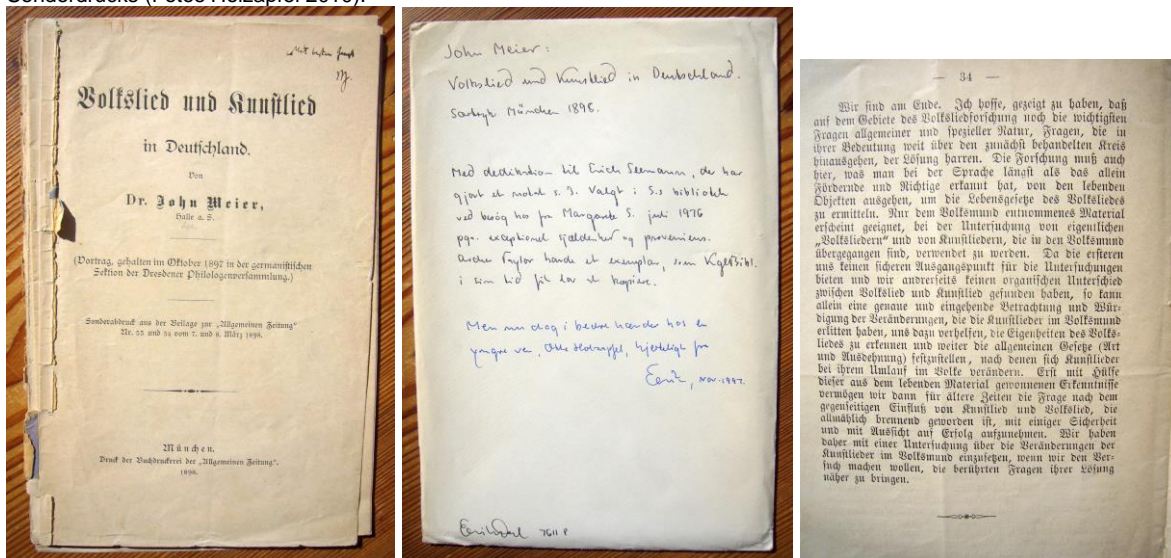 Sonderdrucks (Fotos Holzapfel 2010).
Mit besten
Volkslied und Kunstlied
in Deutschland.
Von
Dr. John Meier,
Halle a. S.
(Vortrag, gehalten im Oktober 1897 in der germanistischen
Sektion der Dresdener Philologenversammlung.)
Sonderabdruck aus der Beilage zur „Allgemeinen Zeitung“
Nr. 53 und 54 vom 7. und 8. März 1898.
München.
Druck der Buchdruckerei der „Allgemeinen Zeitung“.
1898.
John Meier:
Volkslied und Kunstlied in Deutschland.
Særtryk München 1898.
Med dedikation til Erich Seemann, der har
gjort et notat s. 3. Valgt i S.s bibliotek
ved besøg hos fru Margarete S. juli 1976
pga. exceptionel sjældenhed og proveniens.
Archer Taylor havde et exemplar, som Kgl. Bibl.
i sin tid fik lov at kopiere.
Men nu dog i bedre hænder hos en
yngre ven, Otto Holzapfel, hjerteligt fra
Erik, nov. 1997.
Erik Dal 7611 P
— 34 —
Wir sind am Ende. Ich hoffe, gezeigt zu haben, daß
auf dem Gebiete des Volksliedforschung noch die wichtigsten
Fragen allgemeiner und spezieller Natur, Fragen, die in
ihrer Bedeutung weit über den zunächst behandelten Kreis
hinausgehen, der Lösung harren. Die Forschung muß auch
hier, was man bei der Sprache längst als das allein
Fördernde und Richtige erkannt hat, von den lebenden
Objekten ausgehen, um die Lebensgesetze des Volksliedes
zu ermitteln. Nur dem Volksmund entnommenes Material
erscheint geeignet, bei der Untersuchung von eigentlichen
„Volksliedern“ und von Kunstliedern, die in den Volksmund
übergegangen sind, verwendet zu werden. Da die ersteren
uns keinen sicheren Ausgangspunkt für die Untersuchungen
bieten und wir andrerseits keinen organischen Unterschied
zwischen Volkslied und Kunstlied gefunden haben, so kann
allein eine genaue und eingehende Betrachtung und Wür-
digung der Veränderungen, die die Kunstlieder im Volksmund
erlitten haben, uns dazu verhelfen, die Eigenheiten des Volks-
liedes zu erkennen und weiter die allgemeinen Gesetze (Art
und Ausdehnung) festzustellen, nach denen sich Kunstlieder
bei ihrem Umlauf im Volke verändern. Erst mit Hülfe
dieser aus dem lebenden Material gewonnenen Erkenntnisse
vermögen wir dann für ältere Zeiten die Frage nach dem
gegenseitigen Einfluß von Kunstlied und Volkslied, die
allmählich brennend geworden ist, mit einiger Sicherheit
und mit Aussicht auf Erfolg aufzunehmen. Wir haben
daher mit einer Untersuchung über die Veränderungen der
Kunstlieder im Volksmund einzusetzen, wenn wir den Ver-
such machen wollen, die berührten Fragen ihrer Lösung
näher zu bringen.